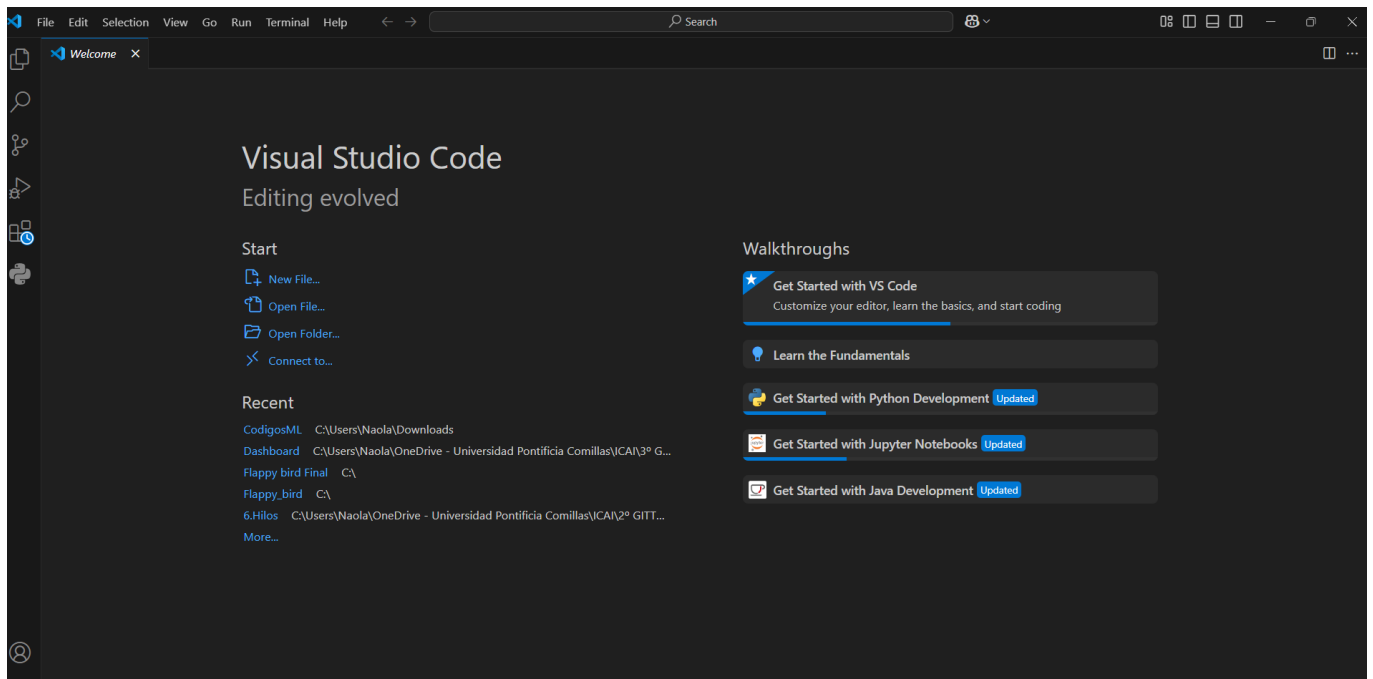 File Edit Selection View Go Run Terminal Help Search
Welcome
Visual Studio Code
Editing evolved
Start
New File...
Open File...
Open Folder...
Connect to...
Recent
CodigosML C:\Users\Naola\Downloads
Dashboard C:\Users\Naola\OneDrive - Universidad Pontificia Comillas\ICAI\3º G...
Flappy bird Final C:\
Flappy_bird C:\
6.Hilos C:\Users\Naola\OneDrive - Universidad Pontificia Comillas\ICAI\2º GITT...
More...
Walkthroughs
Get Started with VS Code
Customize your editor, learn the basics, and start coding
Learn the Fundamentals
Get Started with Python Development Updated
Get Started with Jupyter Notebooks Updated
Get Started with Java Development Updated